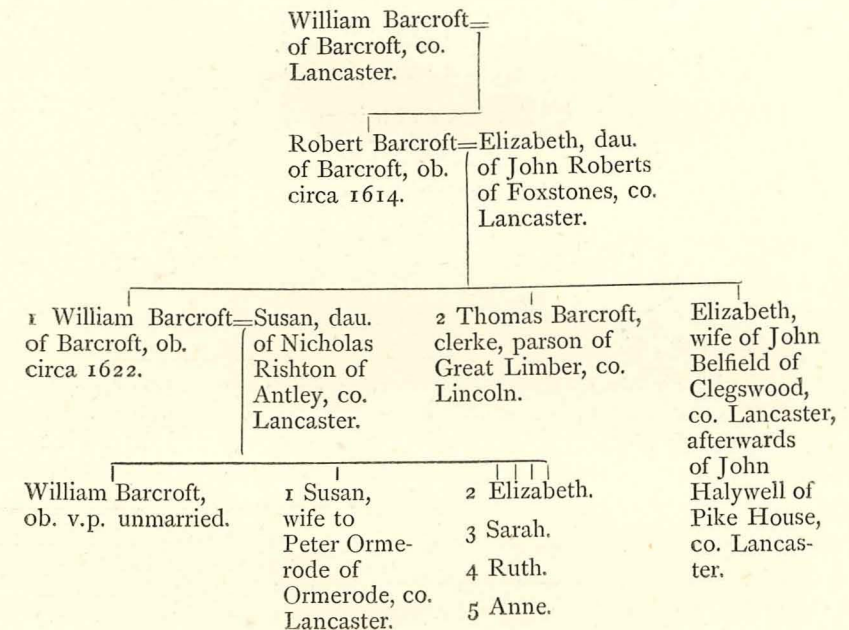 William Barcroft=
of Barcroft, co.
Lancaster.
Robert Barcroft=Elizabeth, dau.
of Barcroft, ob.
circa 1614.
of John Roberts
of Foxstones, co.
Lancaster.
1 William Barcroft=Susan, dau.
of Barcroft, ob.
circa 1622.
of Nicholas
Rishton of
Antley, co.
Lancaster.
2 Thomas Barcroft,
clerke, parson of
Great Limber, co.
Lincoln.
Elizabeth,
wife of John
Belfield of
Clegswood,
co. Lancaster,
afterwards
of John
Halywell of
Pike House,
co. Lancas-
ter.
William Barcroft,
ob. v.p. unmarried.
1 Susan,
wife to
Peter Orme-
rode of
Ormerode, co.
Lancaster.
2 Elizabeth.
3 Sarah.
4 Ruth.
5 Anne.